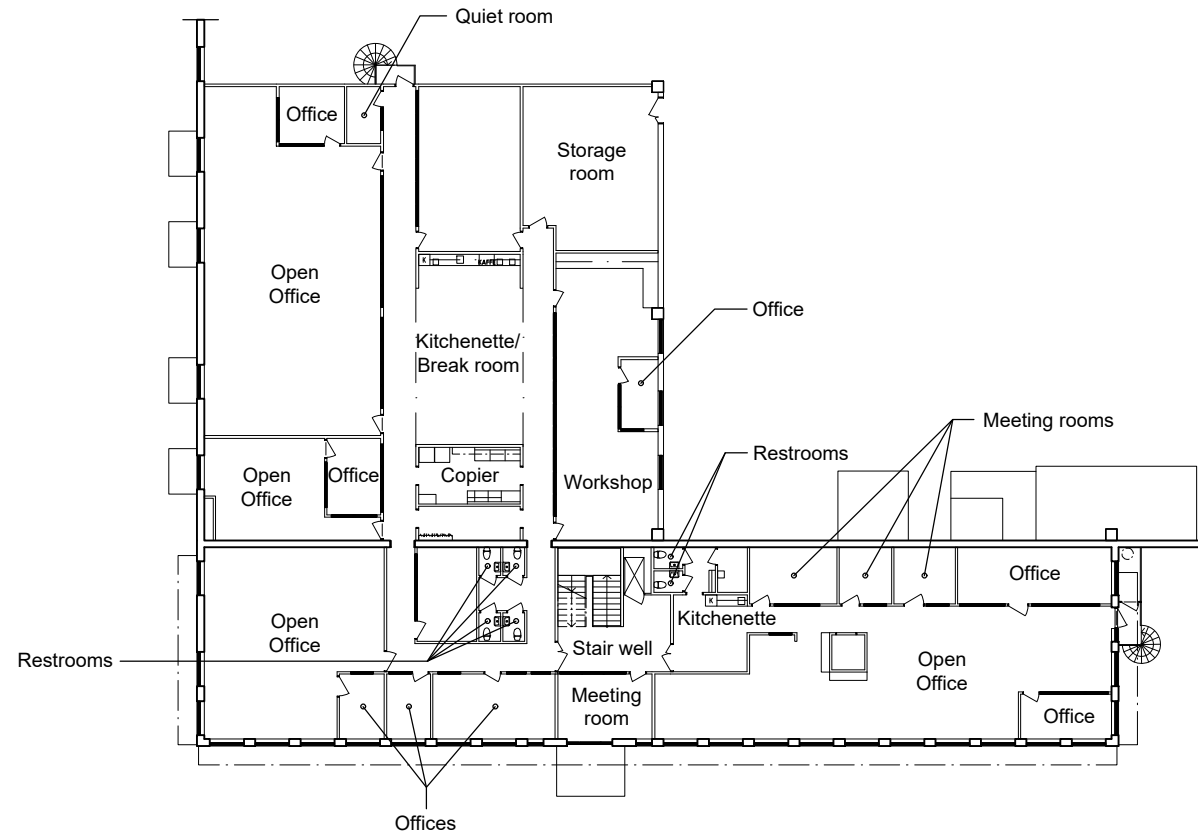 Quiet room
Office
Storage
room
Open
Office
K
KAFFE
Kitchenette/
Break room
Office
Meeting rooms
Restrooms
Open
Office
Office
Copier
Workshop
Office
K
Kitchenette
Open
Office
Stair well
Restrooms
Open
Office
Meeting
room
Office
Offices